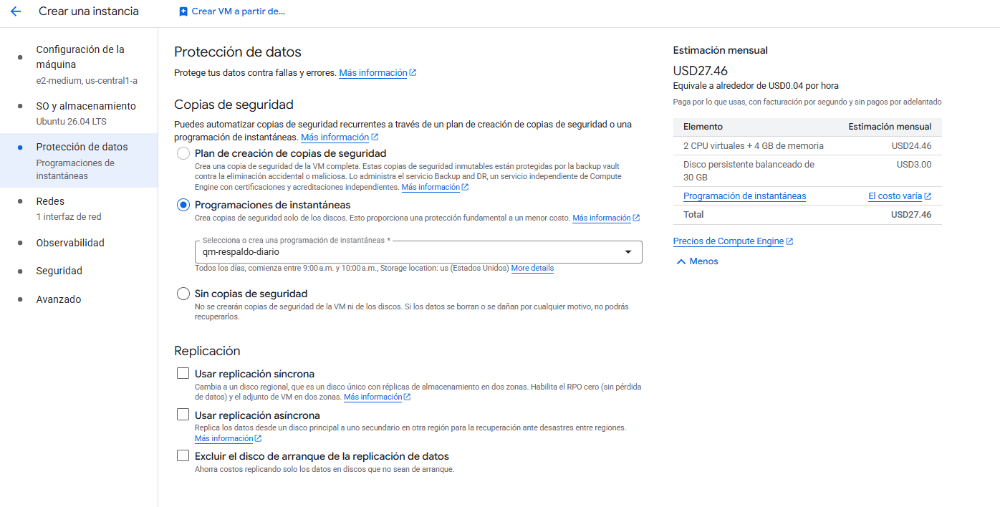 Crear una instancia
Crear VM a partir de...
Configuración de la
máquina
e2-medium, us-central1-a
SO y almacenamiento
Ubuntu 26.04 LTS
Protección de datos
Programaciones de
instantáneas
Redes
1 interfaz de red
Observabilidad
Seguridad
Avanzado
Protección de datos
Protege tus datos contra fallas y errores. Más información
Copias de seguridad
Puedes automatizar copias de seguridad recurrentes a través de un plan de creación de copias de seguridad o una
programación de instantáneas. Más información
Plan de creación de copias de seguridad
Crea una copia de seguridad de la VM completa. Estas copias de seguridad inmutables están protegidas por la backup vault
contra la eliminación accidental o maliciosa. Lo administra el servicio Backup and DR, un servicio independiente de Compute
Engine con certificaciones y acreditaciones independientes. Más información
Programaciones de instantáneas
Crea copias de seguridad solo de los discos. Esto proporciona una protección fundamental a un menor costo. Más información
Selecciona o crea una programación de instantáneas *
qm-respaldo-diario
Todos los días, comienza entre 9:00 a.m. y 10:00 a.m., Storage location: us (Estados Unidos) More details
Sin copias de seguridad
No se crearán copias de seguridad de la VM ni de los discos. Si los datos se borran o se dañan por cualquier motivo, no podrás
recuperarlos.
Replicación
Usar replicación síncrona
Cambia a un disco regional, que es un disco único con réplicas de almacenamiento en dos zonas. Habilita el RPO cero (sin pérdida
de datos) y el adjunto de VM en dos zonas. Más información
Usar replicación asíncrona
Replica los datos desde un disco principal a uno secundario en otra región para la recuperación ante desastres entre regiones.
Más información
Excluir el disco de arranque de la replicación de datos
Ahorra costos replicando solo los datos en discos que no sean de arranque.
Estimación mensual
USD27.46
Equivale a alrededor de USD0.04 por hora
Paga por lo que usas, con facturación por segundo y sin pagos por adelantado
Elemento Estimación mensual
2 CPU virtuales + 4 GB de memoria USD24.46
Disco persistente balanceado de USD3.00
30 GB
Programación de instantáneas El costo varía
Total USD27.46
Precios de Compute Engine
Menos